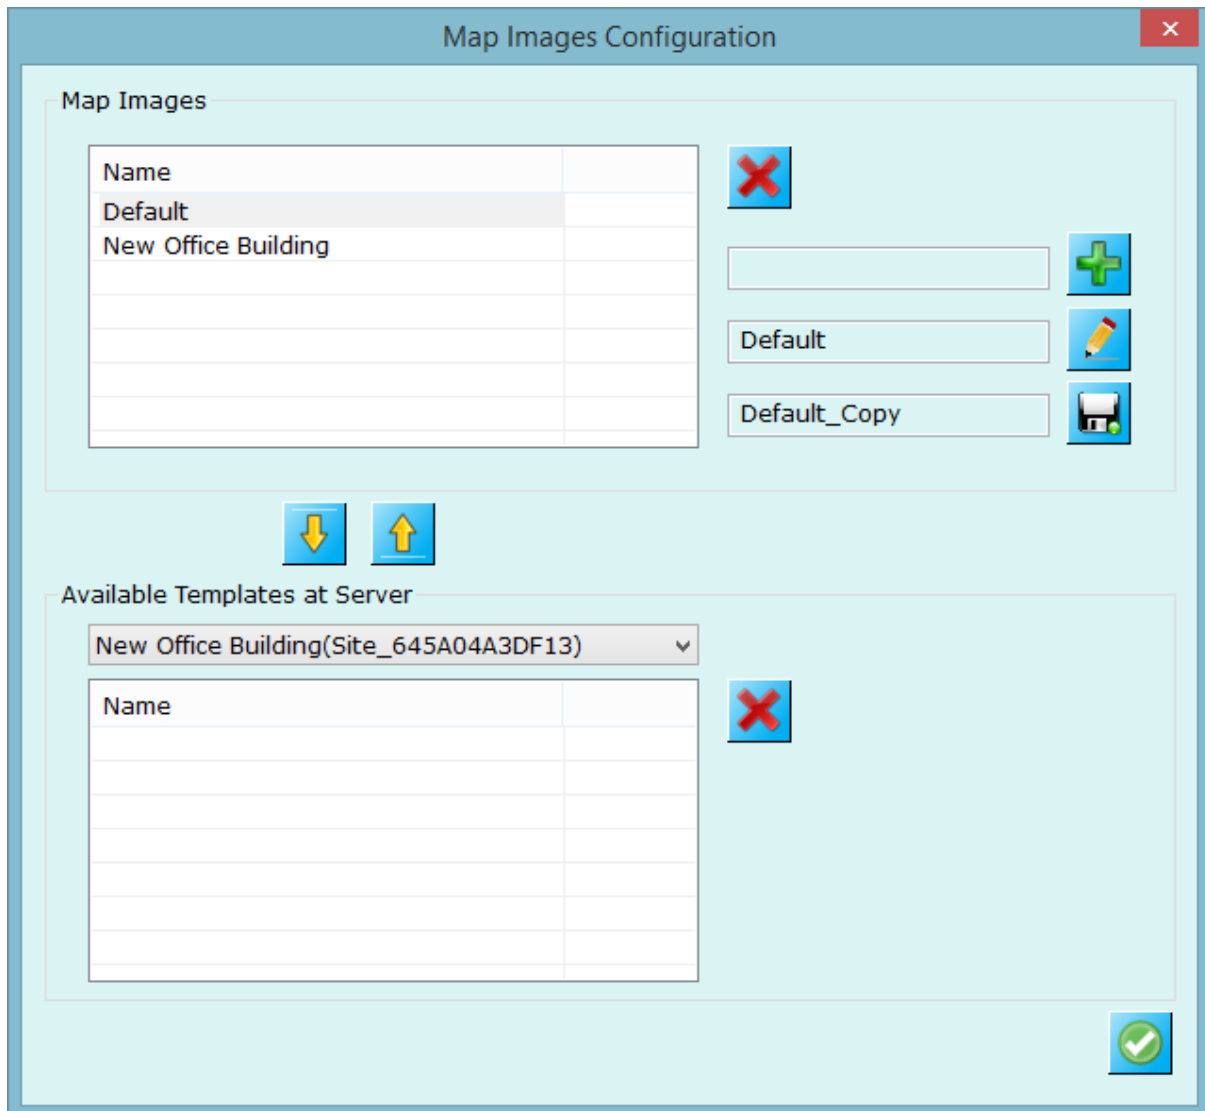 Map Images Configuration
Map Images
Name
Default
New Office Building
Default
Default_Copy
Available Templates at Server
New Office Building(Site_645A04A3DF13)
Name